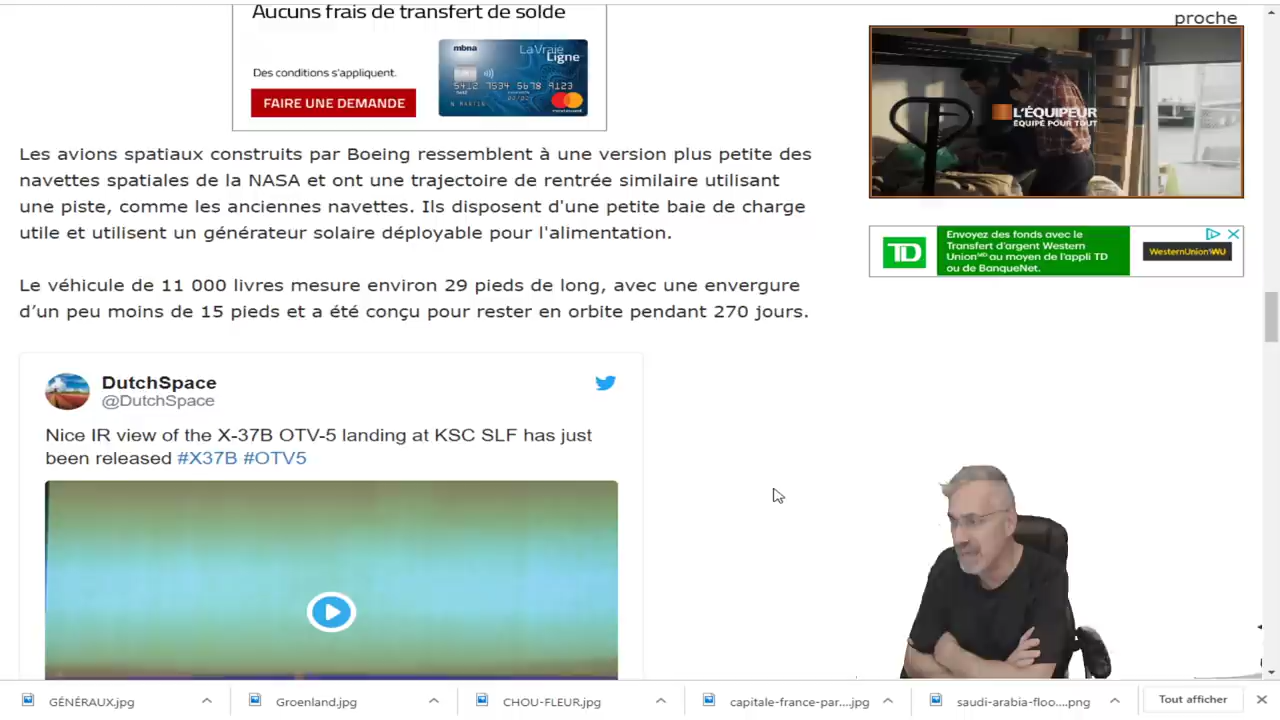 Aucuns frais de transfert de solde
mbna
LaVraie
Ligne
Des conditions s'appliquent.
5412 7534 5678 9123
FAIRE UNE DEMANDE
Les avions spatiaux construits par Boeing ressemblent à une version plus petite des
navettes spatiales de la NASA et ont une trajectoire de rentrée similaire utilisant
une piste, comme les anciennes navettes. Ils disposent d'une petite baie de charge
utile et utilisent un générateur solaire déployable pour l'alimentation.
Le véhicule de 11 000 livres mesure environ 29 pieds de long, avec une envergure
d’un peu moins de 15 pieds et a été conçu pour rester en orbite pendant 270 jours.
DutchSpace
@DutchSpace
Nice IR view of the X-37B OTV-5 landing at KSC SLF has just
been released #X37B #OTV5
proche
L'ÉQUIPEUR
ÉQUIPÉ POUR TOUT
TD
Envoyez des fonds avec le
Transfert d'argent Western
Union MD au moyen de l'appli TD
ou de BanqueNet.
WesternUnion WU
GÉNÉRAUX.jpg
Groenland.jpg
CHOU-FLEUR.jpg
capitale-france-par....jpg
saudi-arabia-floo....png
Tout afficher